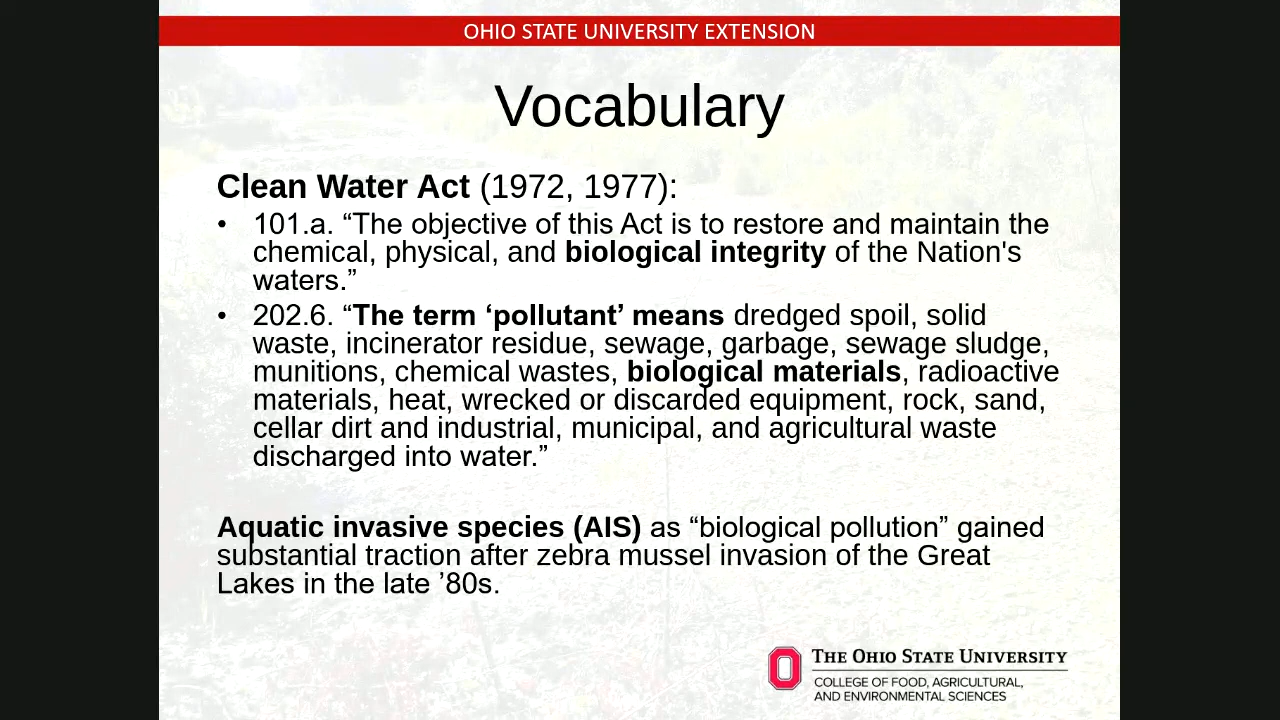 OHIO STATE UNIVERSITY EXTENSION
Vocabulary
Clean Water Act (1972, 1977):
• 101.a. “The objective of this Act is to restore and maintain the
chemical, physical, and biological integrity of the Nation's
waters.”
• 202.6. “The term ‘pollutant’ means dredged spoil, solid
waste, incinerator residue, sewage, garbage, sewage sludge,
munitions, chemical wastes, biological materials, radioactive
materials, heat, wrecked or discarded equipment, rock, sand,
cellar dirt and industrial, municipal, and agricultural waste
discharged into water.”
Aquatic invasive species (AIS) as “biological pollution” gained
substantial traction after zebra mussel invasion of the Great
Lakes in the late ’80s.
THE OHIO STATE UNIVERSITY
COLLEGE OF FOOD, AGRICULTURAL,
AND ENVIRONMENTAL SCIENCES